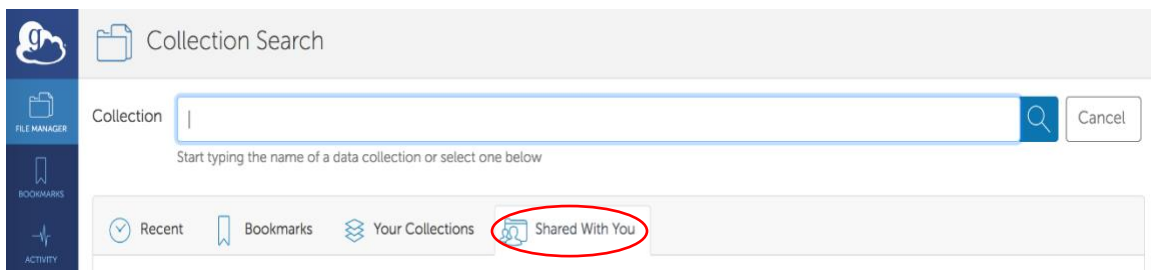 g
Collection Search
FILE MANAGER
Collection
Cancel
Start typing the name of a data collection or select one below
BOOKMARKS
Recent Bookmarks Your Collections Shared With You
ACTIVITY